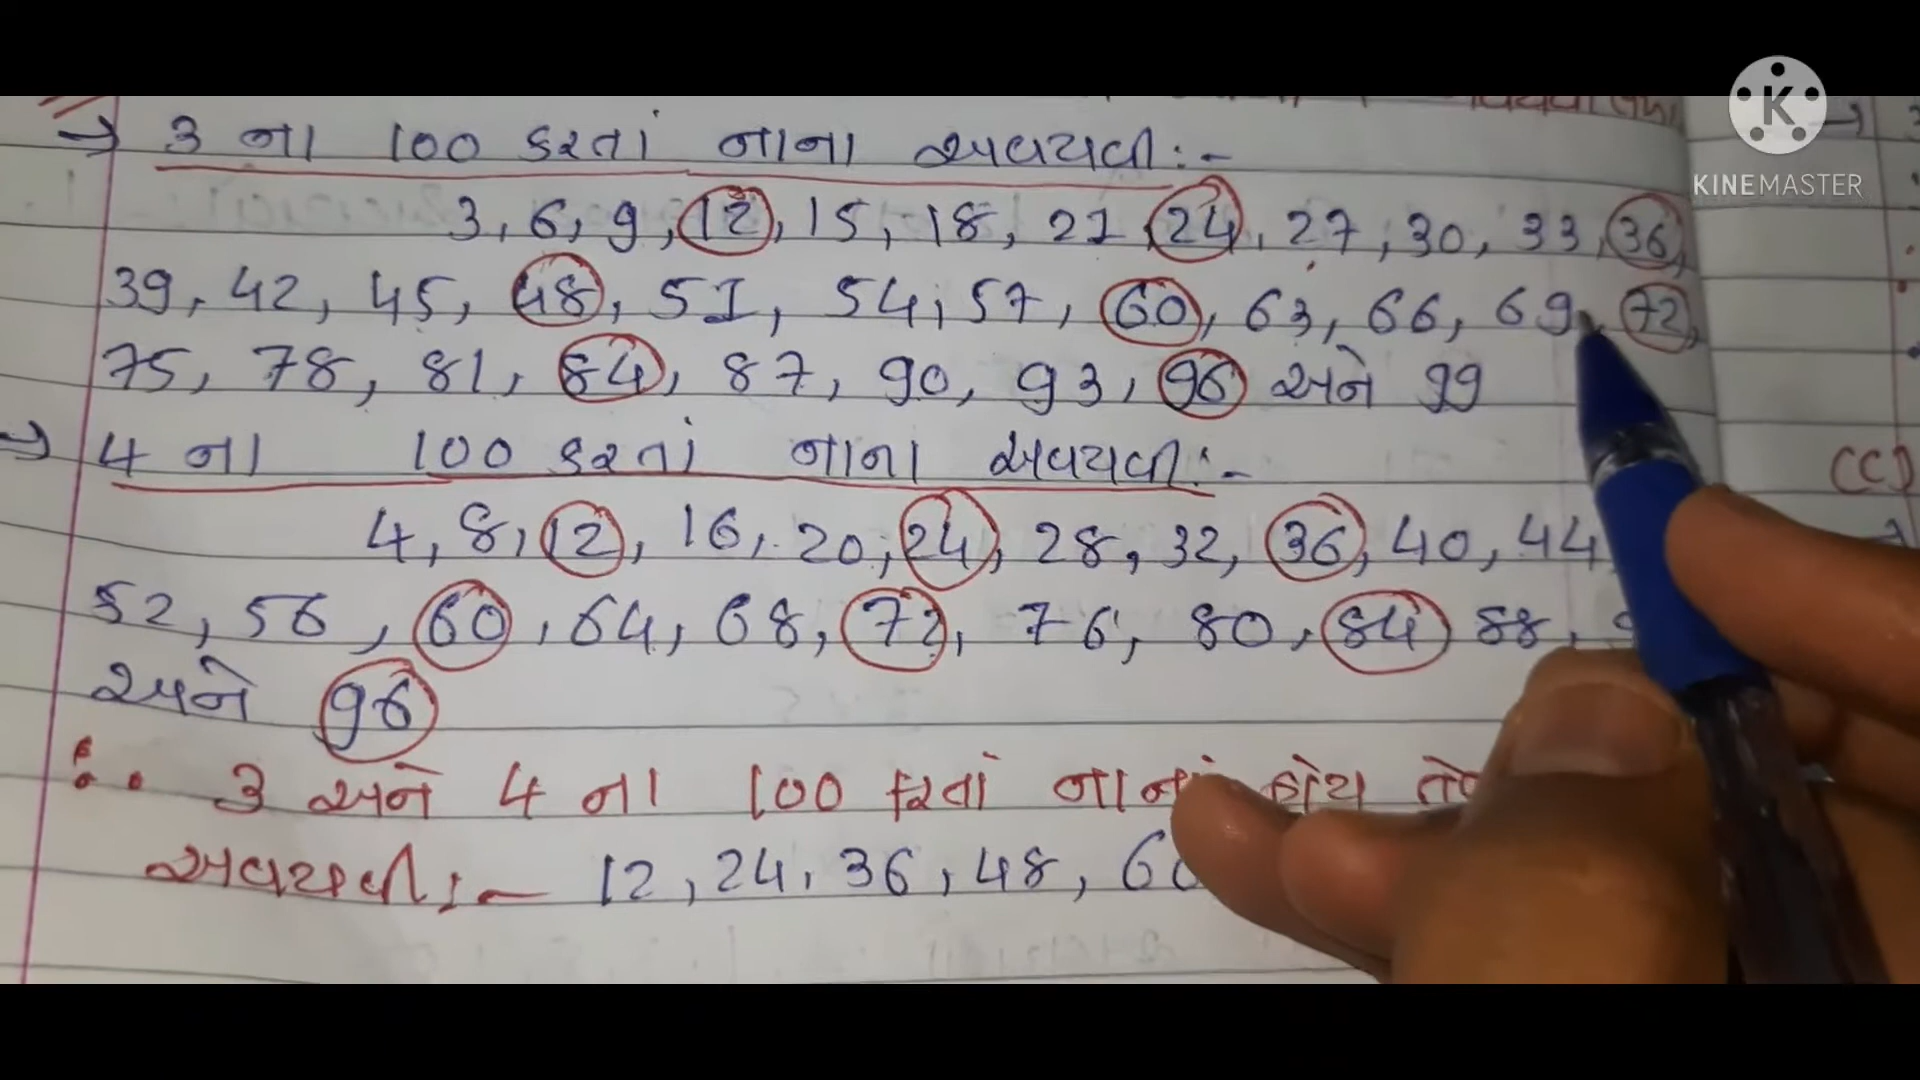 K
KINEMASTER
→ 3 ના 100 કરતાં નાના અવયવી :-
3, 6, 9, 12, 15, 18, 21, 24, 27, 30, 33, 36,
39, 42, 45, 48, 51, 54, 57, 60, 63, 66, 69, 72,
75, 78, 81, 84, 87, 90, 93, 96 અને 99
→ 4 ના 100 કરતાં નાના અવયવી :-
(C)
4, 8, 12, 16, 20, 24, 28, 32, 36, 40, 44
52, 56, 60, 64, 68, 72, 76, 80, 84 88,
અને 96
∴ 3 અને 4 ના 100 કરતાં નાના હોય
અવયવી :- 12, 24, 36, 48, 60